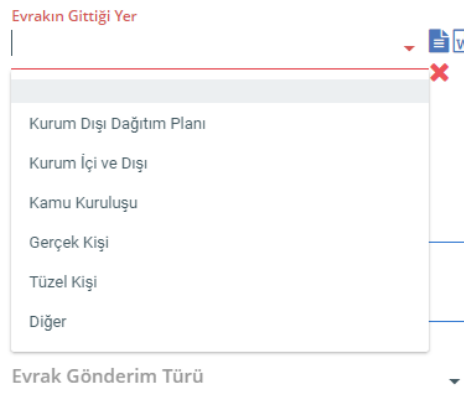 Evrakın Gittiği Yer
Kurum Dışı Dağıtım Planı
Kurum İçi ve Dışı
Kamu Kuruluşu
Gerçek Kişi
Tüzel Kişi
Diğer
Evrak Gönderim Türü